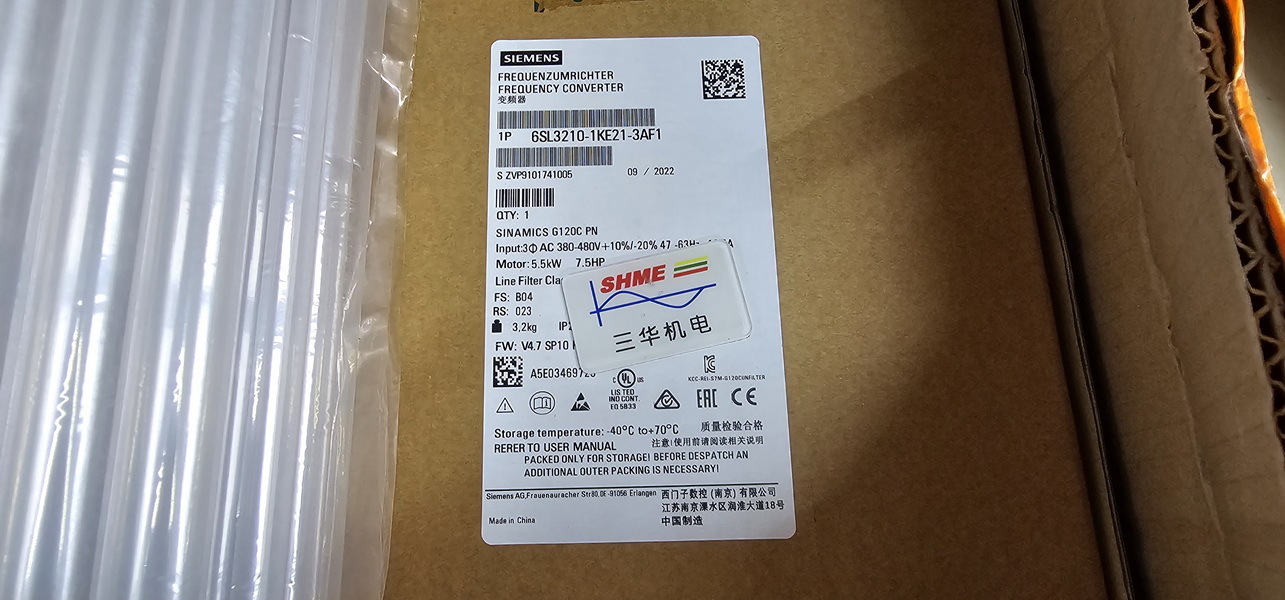 SIEMENS
FREQUENZUMRICHTER
FREQUENCY CONVERTER
变频器
1P 6SL3210-1KE21-3AF1
S ZVP9101741005 09 / 2022
QTY: 1
SINAMICS G120C PN
Input:3Φ AC 380-480V+10%/-20% 47 -63Hz
Motor: 5.5kW 7.5HP
Line Filter
FS: B04
RS: 023
3,2kg
FW: V4.7 SP10
SHME
三华机电
A5E0346972
C UL US
LISTED
IND CONT.
EQ 5B33
KCC-REI-S7M-G120CUNFILTER
EAC CE
Storage temperature: -40°C to+70°C 质量检验合格
RERER TO USER MANUAL 注意!使用前请阅读相关说明
PACKED ONLY FOR STORAGE! BEFORE DESPATCH AN
ADDITIONAL OUTER PACKING IS NECESSARY!
Siemens AG,Frauenauracher Str80,DE-91056 Erlangen 西门子数控 (南京) 有限公司
江苏南京溧水区润淮大道18号
Made in China 中国制造